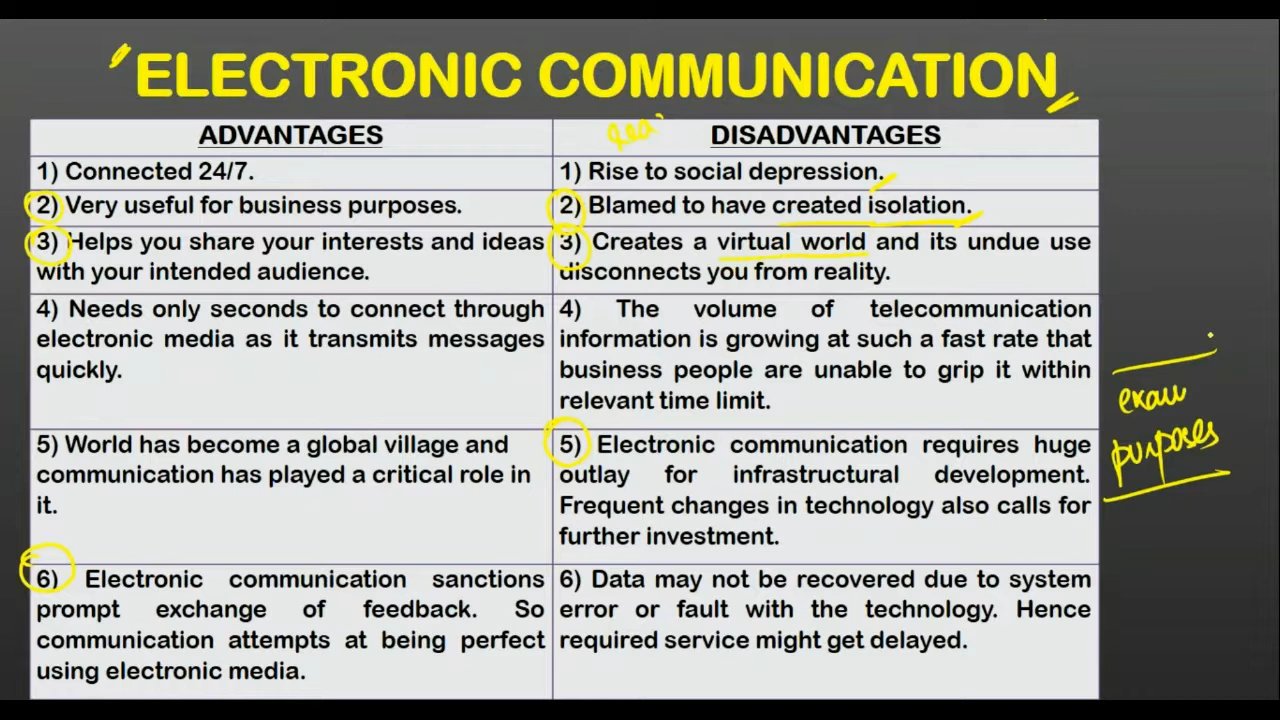 ELECTRONIC COMMUNICATION
ADVANTAGES
1) Connected 24/7.
2) Very useful for business purposes.
3) Helps you share your interests and ideas
with your intended audience.
4) Needs only seconds to connect through
electronic media as it transmits messages
quickly.
5) World has become a global village and
communication has played a critical role in
it.
6) Electronic communication sanctions
prompt exchange of feedback. So
communication attempts at being perfect
using electronic media.
DISADVANTAGES
1) Rise to social depression.
2) Blamed to have created isolation.
3) Creates a virtual world and its undue use
disconnects you from reality.
4) The volume of telecommunication
information is growing at such a fast rate that
business people are unable to grip it within
relevant time limit.
5) Electronic communication requires huge
outlay for infrastructural development.
Frequent changes in technology also calls for
further investment.
6) Data may not be recovered due to system
error or fault with the technology. Hence
required service might get delayed.
exam
purposes